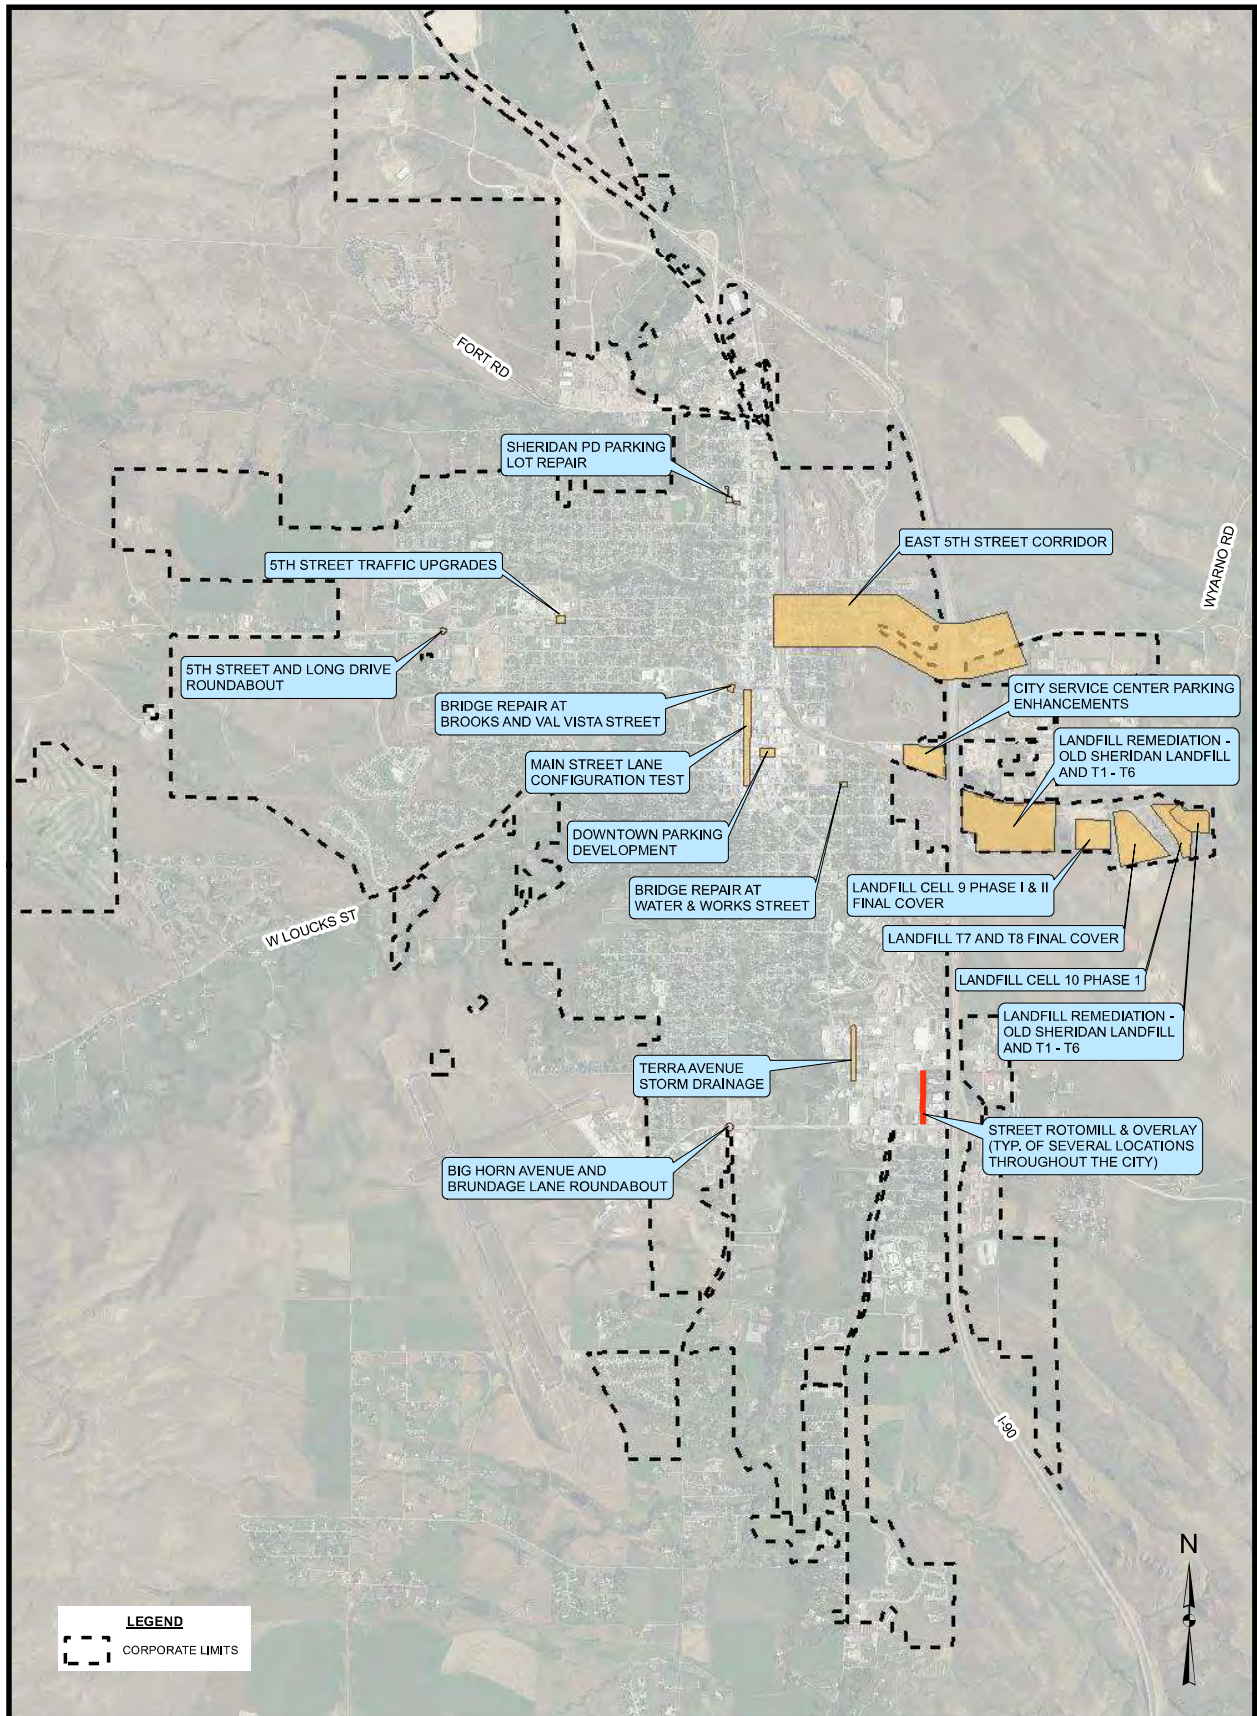 FORT RD
SHERIDAN PD PARKING
LOT REPAIR
EAST 5TH STREET CORRIDOR
5TH STREET TRAFFIC UPGRADES
WYARNO RD
5TH STREET AND LONG DRIVE
ROUNDABOUT
CITY SERVICE CENTER PARKING
ENHANCEMENTS
BRIDGE REPAIR AT
BROOKS AND VAL VISTA STREET
LANDFILL REMEDIATION -
OLD SHERIDAN LANDFILL
AND T1 - T6
MAIN STREET LANE
CONFIGURATION TEST
DOWNTOWN PARKING
DEVELOPMENT
BRIDGE REPAIR AT
WATER & WORKS STREET
LANDFILL CELL 9 PHASE I & II
FINAL COVER
W LOUCKS ST
LANDFILL T7 AND T8 FINAL COVER
LANDFILL CELL 10 PHASE 1
LANDFILL REMEDIATION -
OLD SHERIDAN LANDFILL
AND T1 - T6
TERRA AVENUE
STORM DRAINAGE
STREET ROTOMILL & OVERLAY
(TYP. OF SEVERAL LOCATIONS
THROUGHOUT THE CITY)
BIG HORN AVENUE AND
BRUNDAGE LANE ROUNDABOUT
I-90
N
LEGEND
CORPORATE LIMITS